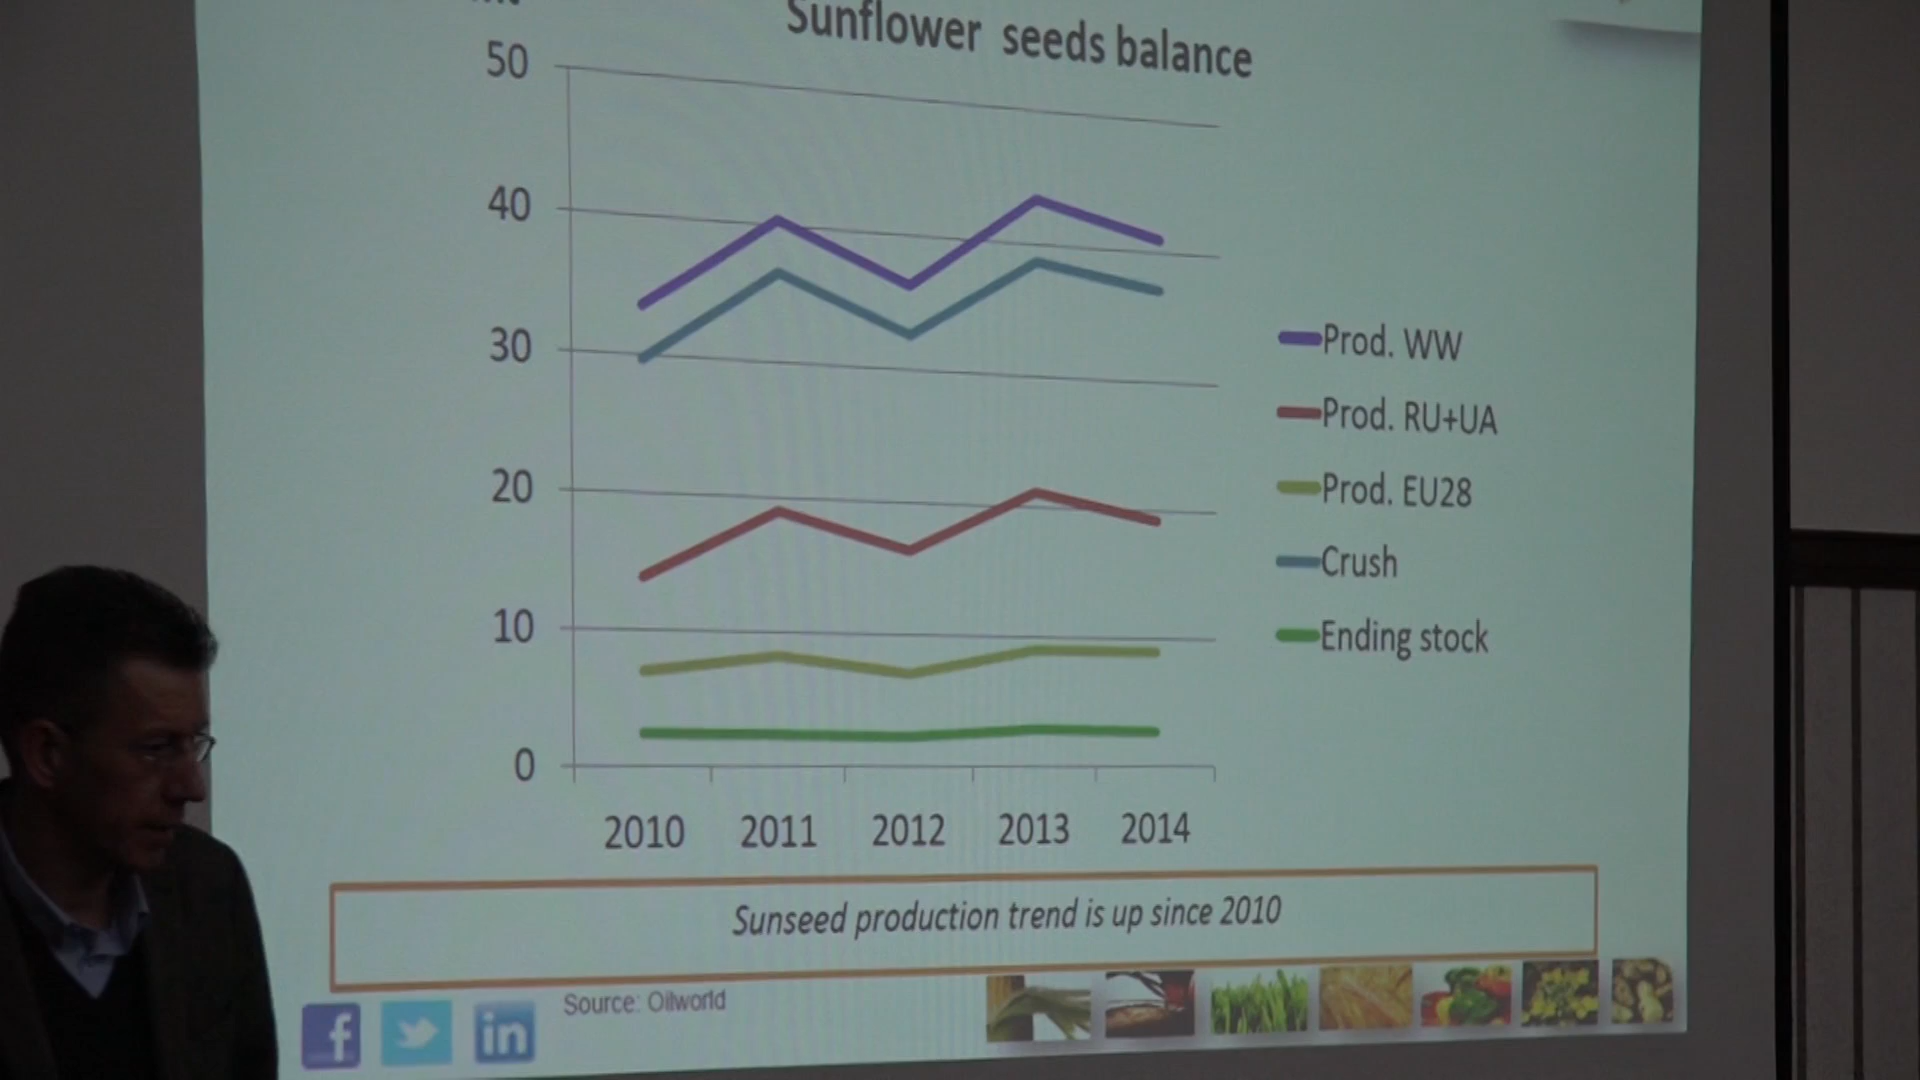 Sunflower seeds balance
50
40
30
20
10
0
2010 2011 2012 2013 2014
Prod. WW
Prod. RU+UA
Prod. EU28
Crush
Ending stock
Sunseed production trend is up since 2010
Source: Oilworld
f
in